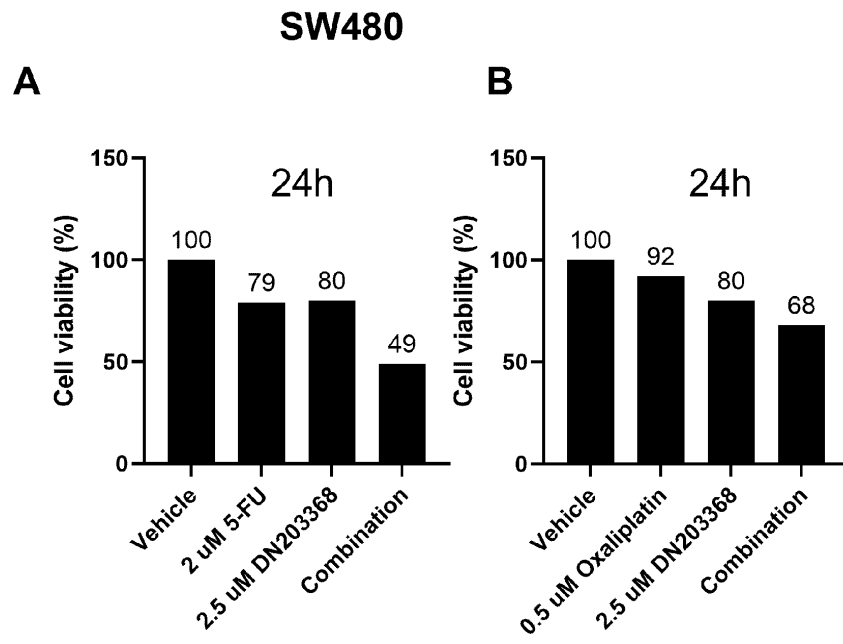 SW480
A
Cell viability (%)
150
100
50
0
24h
100
79
80
49
Vehicle
2 uM 5-FU
2.5 uM DN203368
Combination
B
Cell viability (%)
150
100
50
0
24h
100
92
80
68
Vehicle
0.5 uM Oxaliplatin
2.5 uM DN203368
Combination